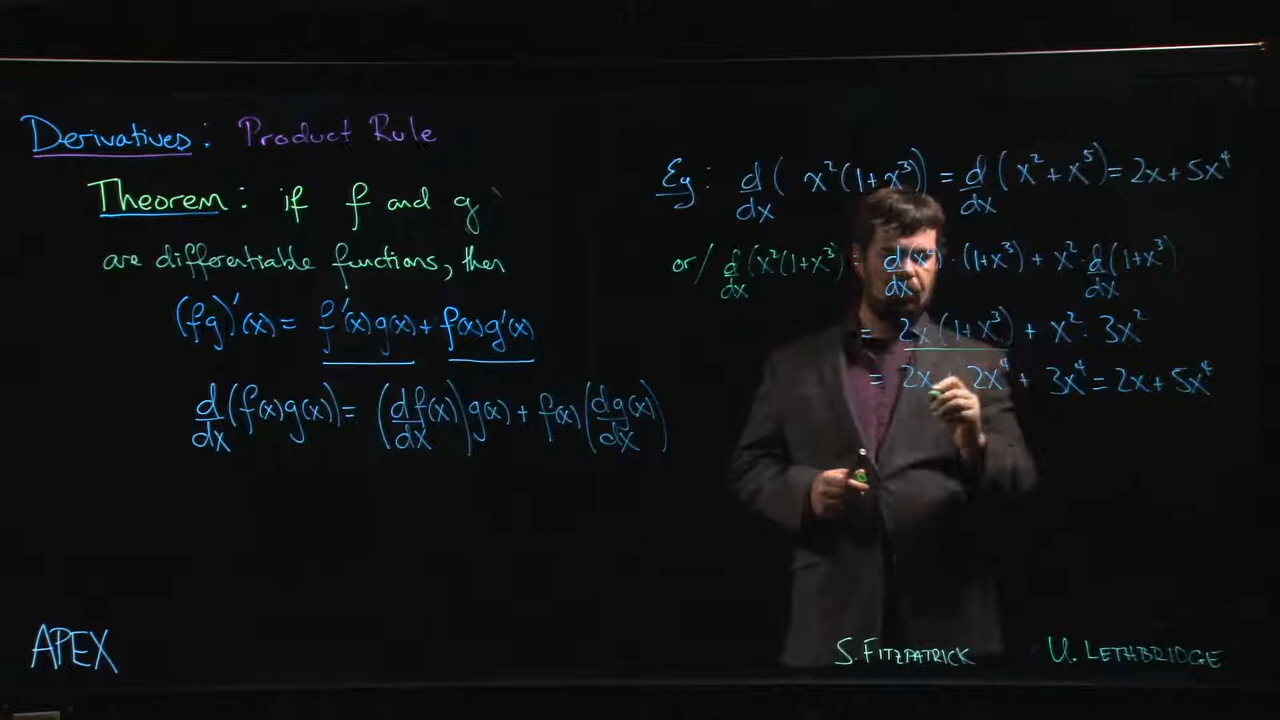 Derivatives: Product Rule
Theorem: if f and g
are differentiable functions, then
(fg)'(x) = f'(x)g(x) + f(x)g'(x)
d/dx (f(x)g(x)) = (df(x)/dx) g(x) + f(x) (dg(x)/dx)
Eg: d/dx (x²(1+x³)) = d/dx (x² + x⁵) = 2x + 5x⁴
or/ d/dx (x²(1+x³) = d/dx (x²) · (1+x³) + x² · d/dx (1+x³)
= 2x (1+x³) + x² · 3x²
= 2x + 2x⁴ + 3x⁴ = 2x + 5x⁴
APEX
S. FITZPATRICK
U. LETHBRIDGE